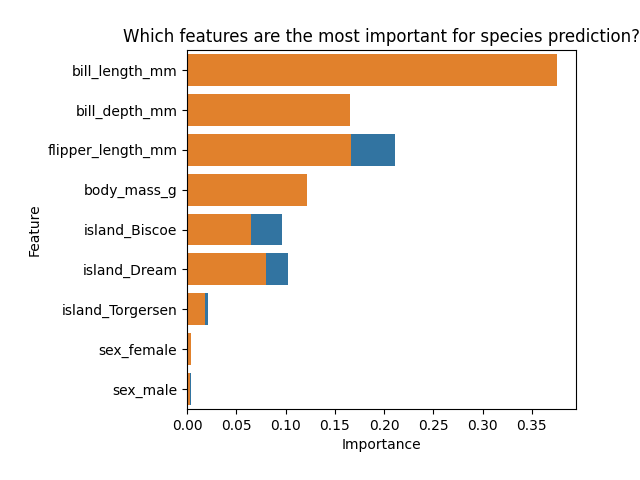 Which features are the most important for species prediction?
bill_length_mm
bill_depth_mm
flipper_length_mm
body_mass_g
island_Biscoe
island_Dream
island_Torgersen
sex_female
sex_male
Feature
0.00 0.05 0.10 0.15 0.20 0.25 0.30 0.35
Importance